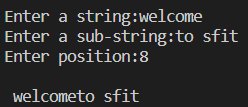 Enter a string:welcome
Enter a sub-string:to sfit
Enter position:8
welcometo sfit